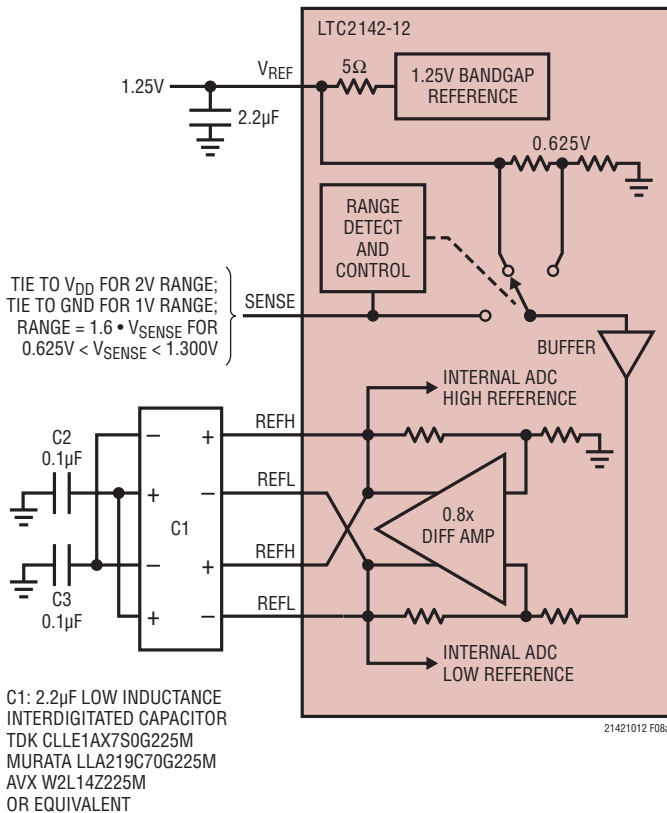 LTC2142-12
VREF
5Ω
1.25V
1.25V BANDGAP
REFERENCE
2.2µF
0.625V
RANGE
DETECT
AND
CONTROL
TIE TO VDD FOR 2V RANGE;
TIE TO GND FOR 1V RANGE;
RANGE = 1.6 • VSENSE FOR
0.625V < VSENSE < 1.300V
SENSE
BUFFER
INTERNAL ADC
HIGH REFERENCE
REFH
C2
0.1µF
− +
REFL
+ −
C1
0.8x
DIFF AMP
REFH
− +
C3
0.1µF
REFL
+ −
INTERNAL ADC
LOW REFERENCE
C1: 2.2µF LOW INDUCTANCE
INTERDIGITATED CAPACITOR
TDK CLLE1AX7S0G225M
MURATA LLA219C70G225M
AVX W2L14Z225M
OR EQUIVALENT
21421012 F08a